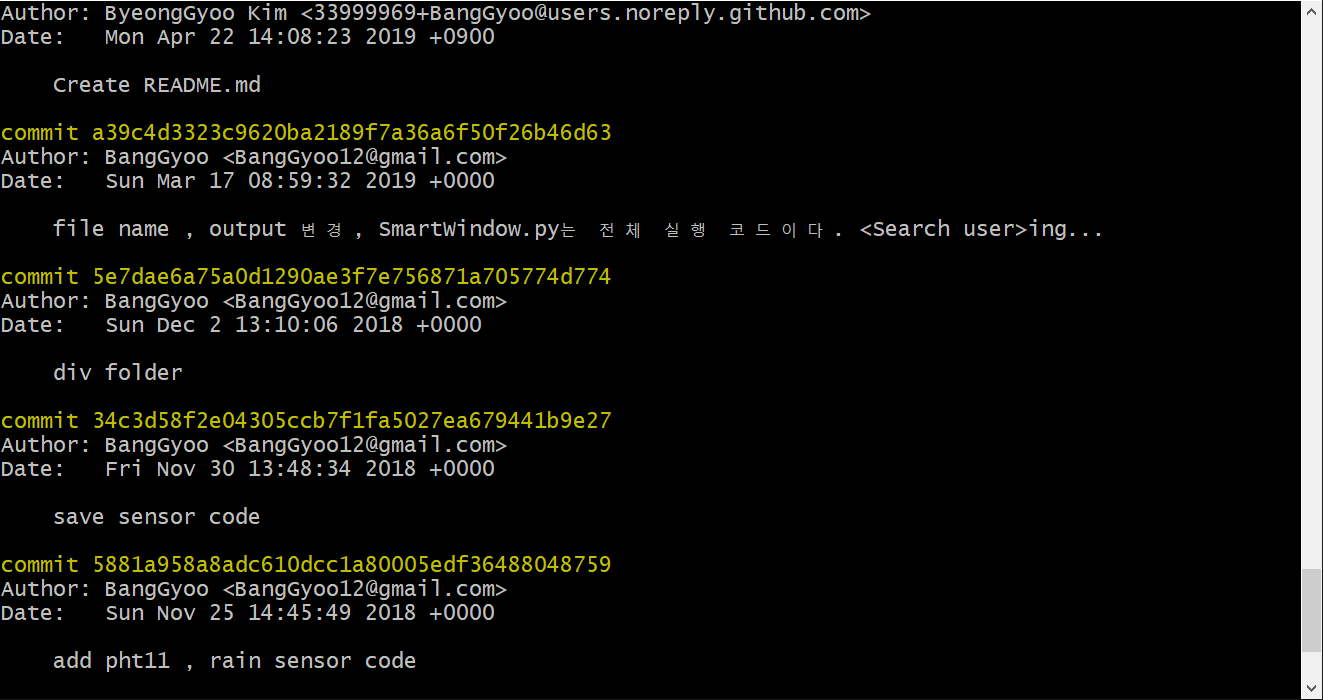 Author: ByeongGyoo Kim <33999969+BangGyoo@users.noreply.github.com>
Date:   Mon Apr 22 14:08:23 2019 +0900
Create README.md
commit a39c4d3323c9620ba2189f7a36a6f50f26b46d63
Author: BangGyoo <BangGyoo12@gmail.com>
Date:   Sun Mar 17 08:59:32 2019 +0000
file name , output 변경, SmartWindow.py는 전체 실행 코드이다. <Search user>ing...
commit 5e7dae6a75a0d1290ae3f7e756871a705774d774
Author: BangGyoo <BangGyoo12@gmail.com>
Date:   Sun Dec 2 13:10:06 2018 +0000
div folder
commit 34c3d58f2e04305ccb7f1fa5027ea679441b9e27
Author: BangGyoo <BangGyoo12@gmail.com>
Date:   Fri Nov 30 13:48:34 2018 +0000
save sensor code
commit 5881a958a8adc610dcc1a80005edf36488048759
Author: BangGyoo <BangGyoo12@gmail.com>
Date:   Sun Nov 25 14:45:49 2018 +0000
add pht11 , rain sensor code